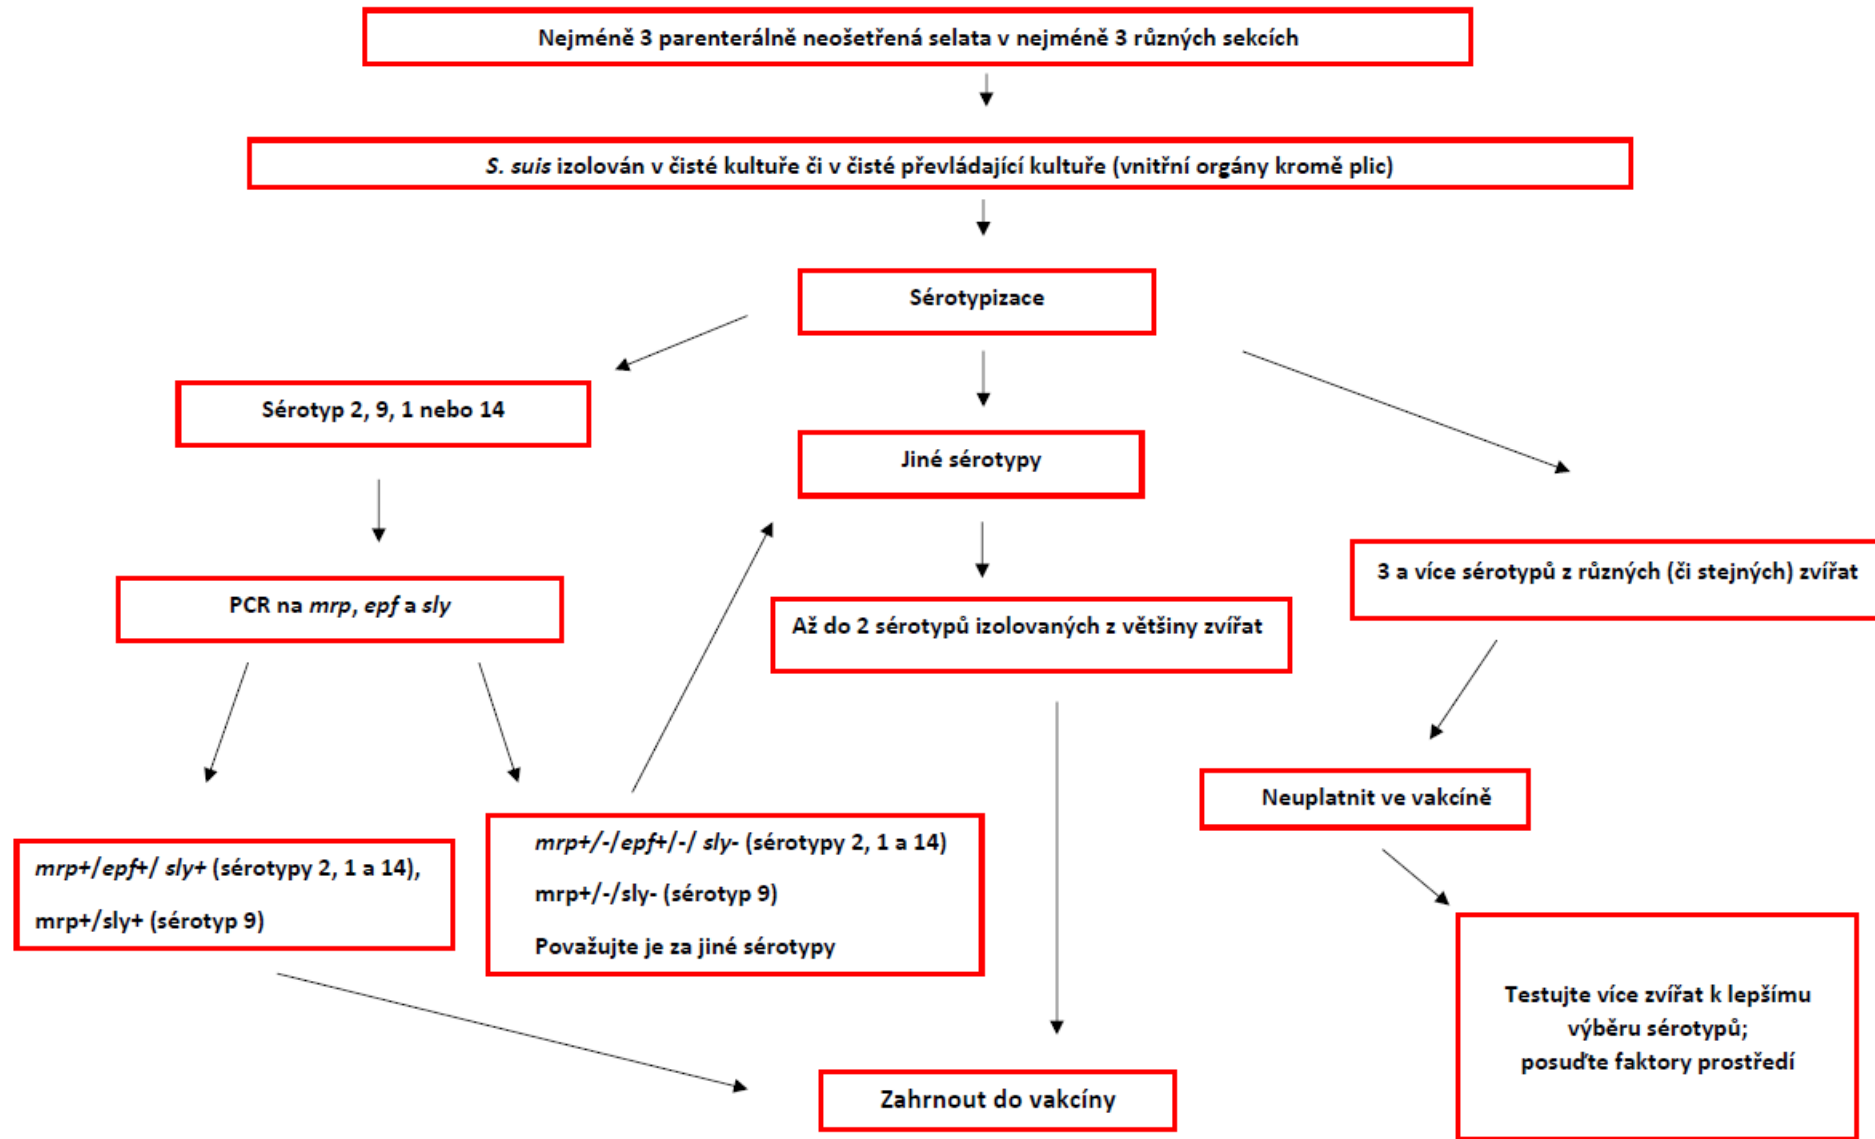 Nejméně 3 parenterálně neošetřená selata v nejméně 3 různých sekcích
S. suis izolován v čisté kultuře či v čisté převládající kultuře (vnitřní orgány kromě plic)
Sérotypizace
Sérotyp 2, 9, 1 nebo 14
Jiné sérotypy
3 a více sérotypů z různých (či stejných) zvířat
PCR na mrp, epf a sly
Až do 2 sérotypů izolovaných z většiny zvířat
Neuplatnit ve vakcíně
mrp+/epf+/ sly+ (sérotypy 2, 1 a 14),
mrp+/sly+ (sérotyp 9)
mrp+/-/epf+/-/ sly- (sérotypy 2, 1 a 14)
mrp+/-/sly- (sérotyp 9)
Považujte je za jiné sérotypy
Testujte více zvířat k lepšímu
výběru sérotypů;
posuďte faktory prostředí
Zahrnout do vakcíny